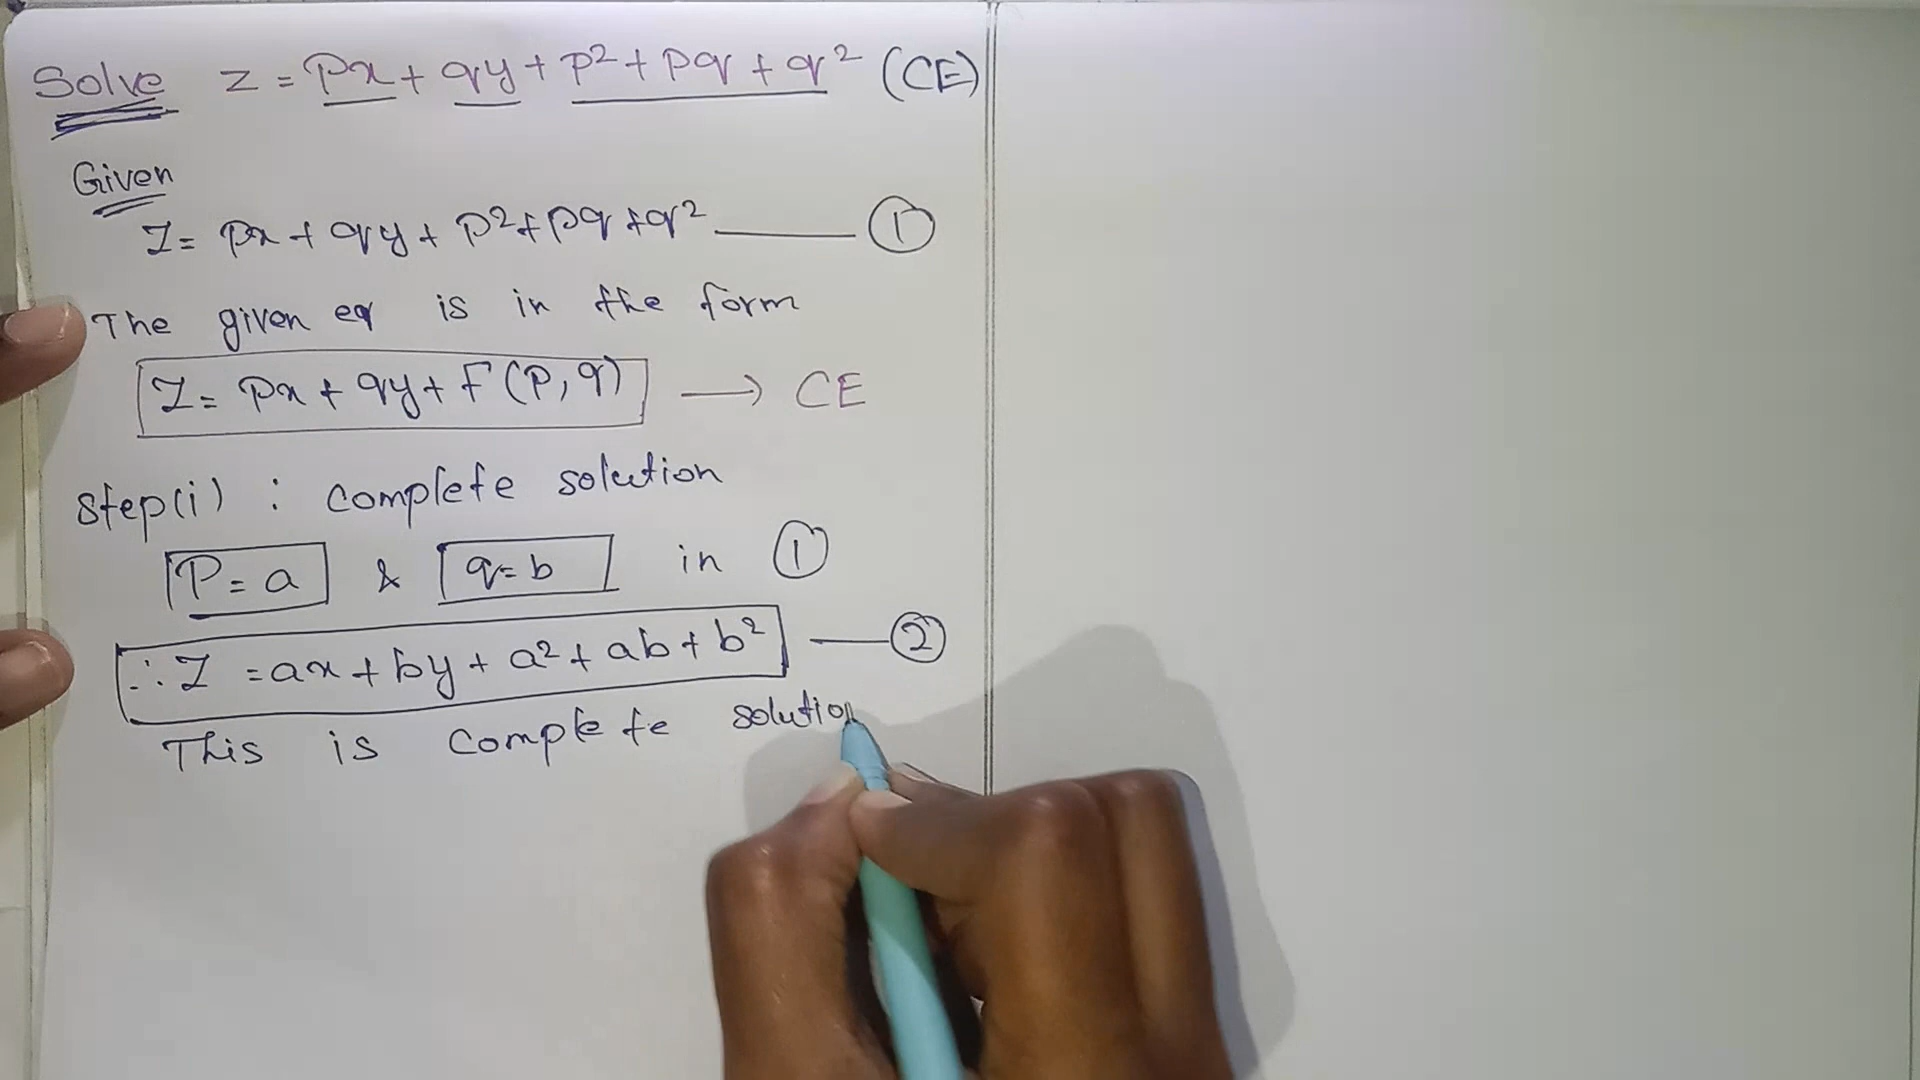 Solve z = px + qy + p² + pq + q² (CE)
Given
Z = px + qy + p² + pq + q² ——— ①
The given eq is in the form
Z = px + qy + F(p, q) → CE
Step(i) : complete solution
P = a & q = b in ①
∴ Z = ax + by + a² + ab + b² —— ②
This is complete solution